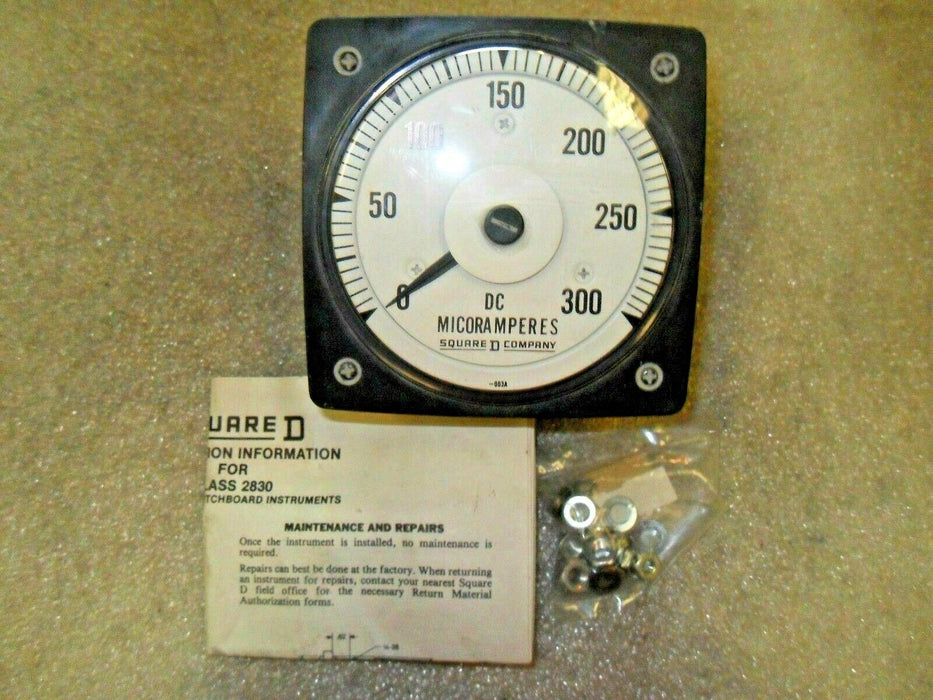 150
100
200
50
250
0
300
DC
MICORAMPERES
SQUARE D COMPANY
-003A
UARE D
ION INFORMATION
FOR
LASS 2830
TCHBOARD INSTRUMENTS
MAINTENANCE AND REPAIRS
Once the instrument is installed, no maintenance is
required.
Repairs can best be done at the factory. When returning
an instrument for repairs, contact your nearest Square
D field office for the necessary Return Material
Authorization forms.
.62